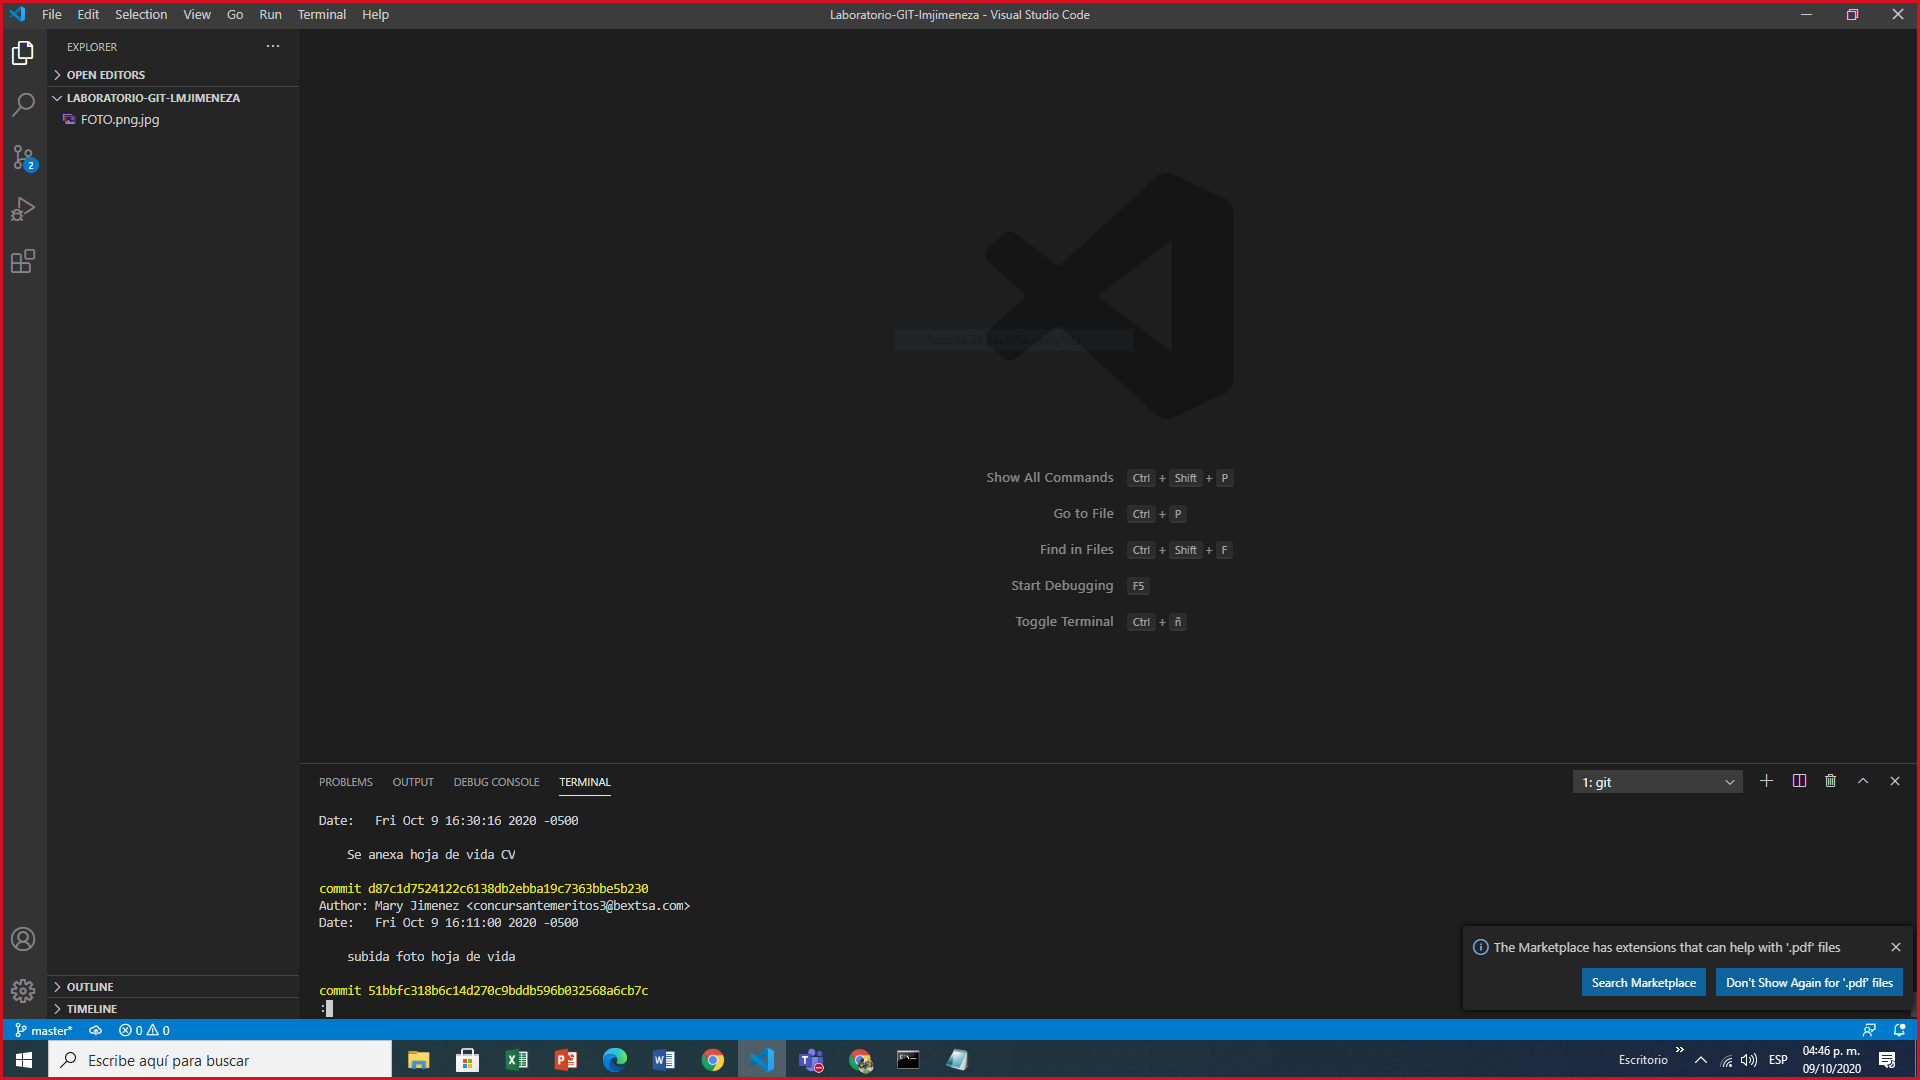 File Edit Selection View Go Run Terminal Help
Laboratorio-GIT-lmjimeneza - Visual Studio Code
EXPLORER
OPEN EDITORS
LABORATORIO-GIT-LMJIMENEZA
FOTO.png.jpg
2
Recorte de pantalla completa
Show All Commands Ctrl + Shift + P
Go to File Ctrl + P
Find in Files Ctrl + Shift + F
Start Debugging F5
Toggle Terminal Ctrl + ñ
PROBLEMS OUTPUT DEBUG CONSOLE TERMINAL
1: git
Date: Fri Oct 9 16:30:16 2020 -0500
Se anexa hoja de vida CV
commit d87c1d7524122c6138db2ebba19c7363bbe5b230
Author: Mary Jimenez <concursantemeritos3@bextsa.com>
Date: Fri Oct 9 16:11:00 2020 -0500
subida foto hoja de vida
commit 51bbfc318b6c14d270c9bddb596b032568a6cb7c
:
The Marketplace has extensions that can help with '.pdf' files
Search Marketplace Don't Show Again for '.pdf' files
OUTLINE
TIMELINE
master* 0 0
Escribe aquí para buscar
Escritorio
ESP
04:46 p. m.
09/10/2020